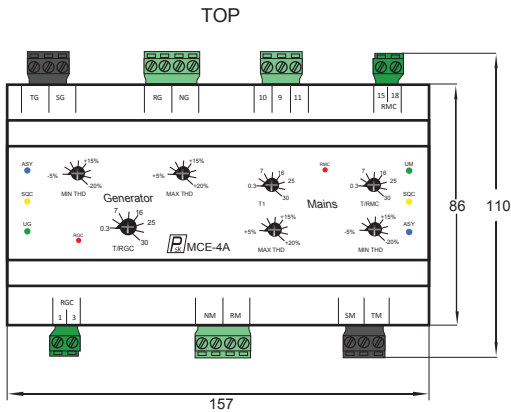 TOP
TG SG RG NG 10 9 11 15 18
RMC
ASY -5% +15% -20% MIN THD
+5% +15% +20% MAX THD
RMC UM
SQC
Generator
0.3 7 16 25 30 T1
Mains
0.3 7 16 25 30 T/RMC
SQC
UG RGC
0.3 7 16 25 30 T/RGC
Psk MCE-4A
+5% +15% +20% MAX THD
-5% +15% -20% MIN THD
ASY
86 110
RGC
1 3 NM RM SM TM
157